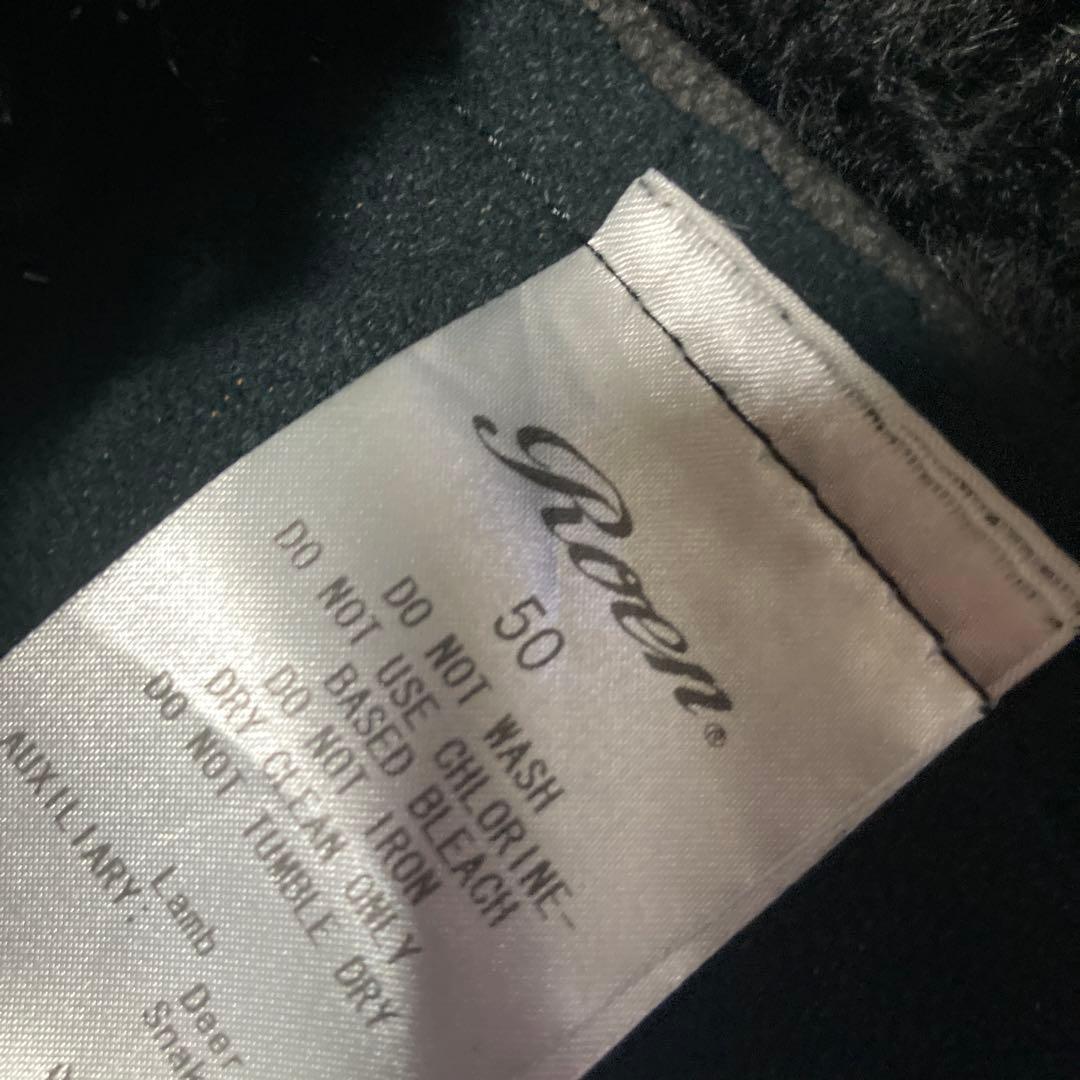 Roen®
50
DO NOT WASH
DO NOT USE CHLORINE-
BASED BLEACH
DO NOT IRON
DRY CLEAN ONLY
DO NOT TUMBLE DRY
AUXILIARY:
Lamb
Deer